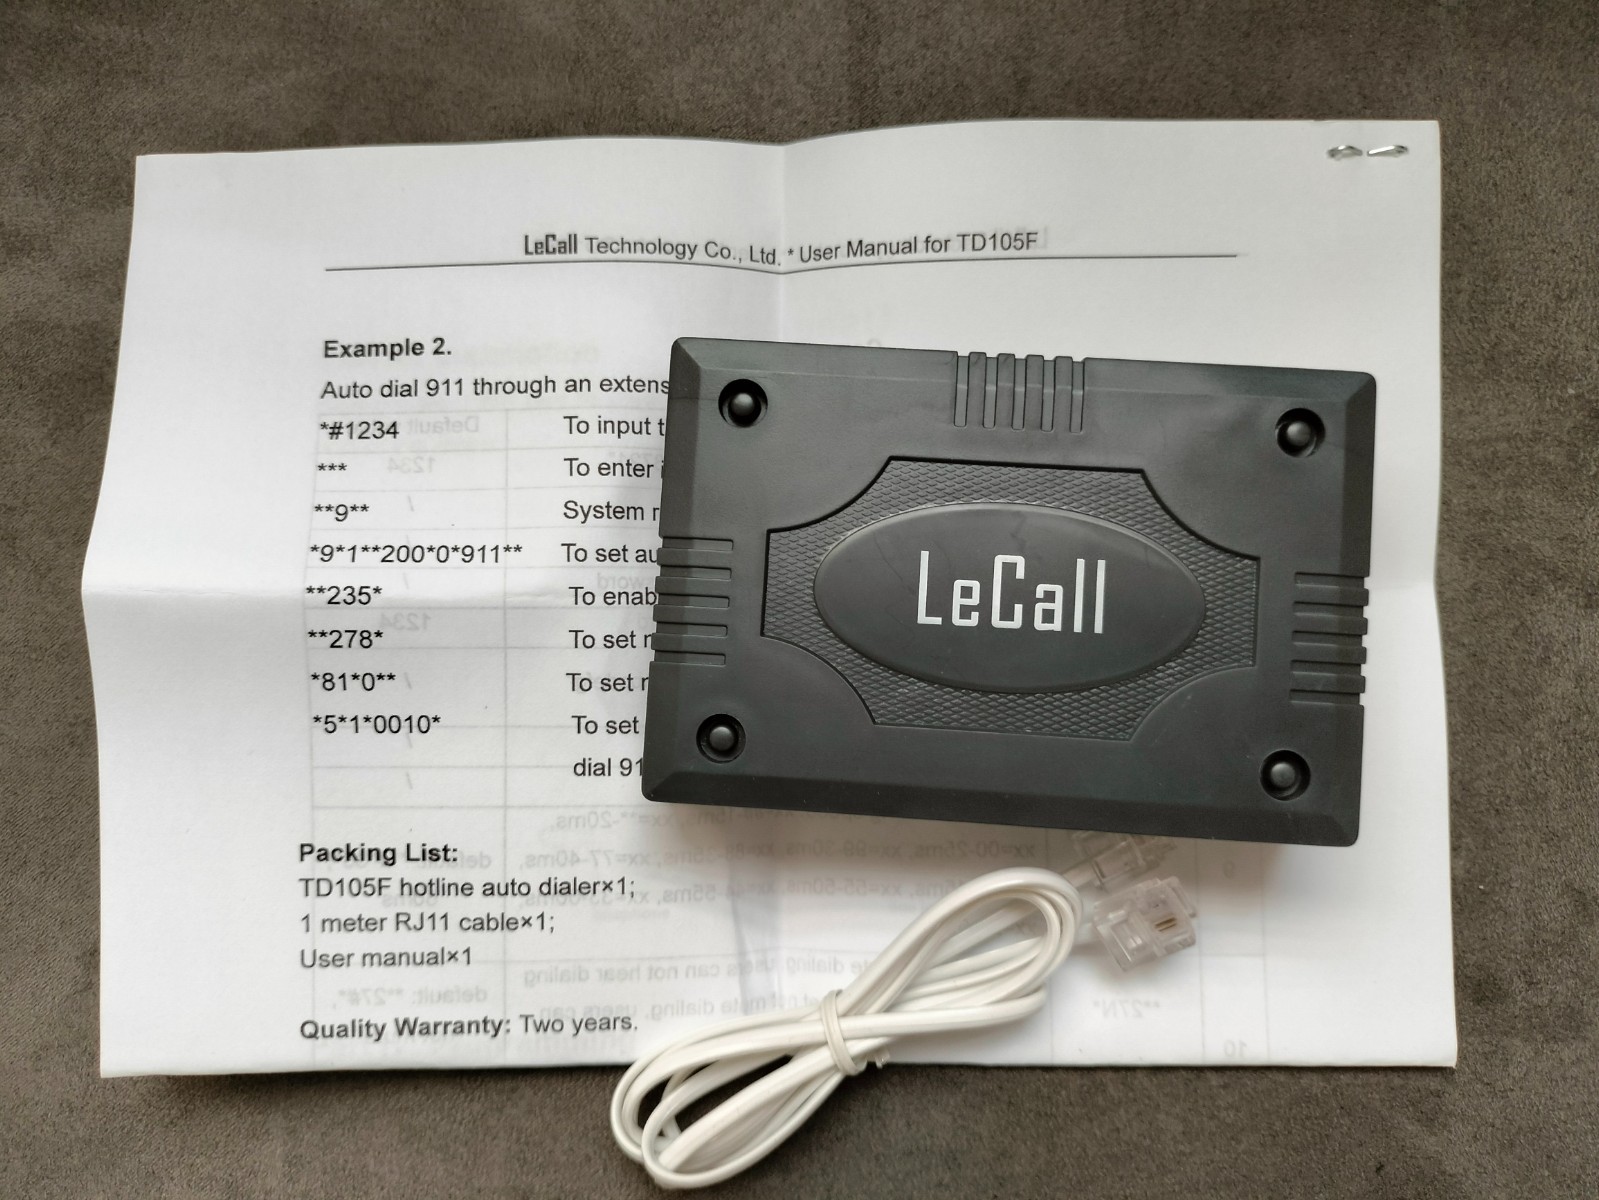 LeCall Technology Co., Ltd. * User Manual for TD105F
Example 2.
Auto dial 911 through an extens
*#1234 To input t
*** To enter i
**9** System r
*9*1**200*0*911** To set au
**235* To enab
**278* To set r
*81*0** To set r
*5*1*0010* To set
dial 91
Packing List:
TD105F hotline auto dialer×1;
1 meter RJ11 cable×1;
User manual×1
Quality Warranty: Two years.
LeCall